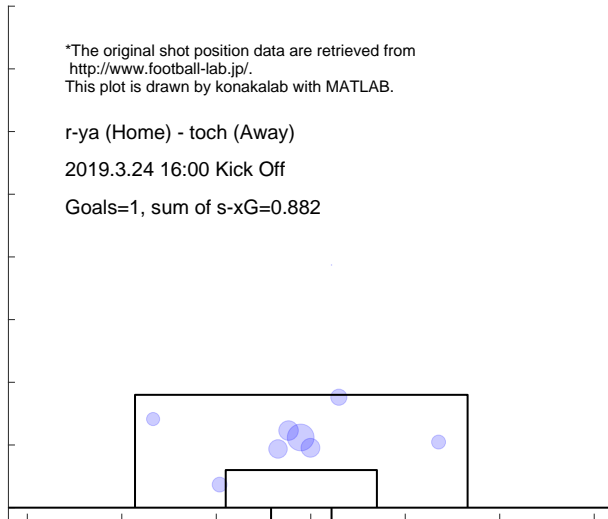 *The original shot position data are retrieved from
http://www.football-lab.jp/.
This plot is drawn by konakalab with MATLAB.
r-ya (Home) - toch (Away)
2019.3.24 16:00 Kick Off
Goals=1, sum of s-xG=0.882